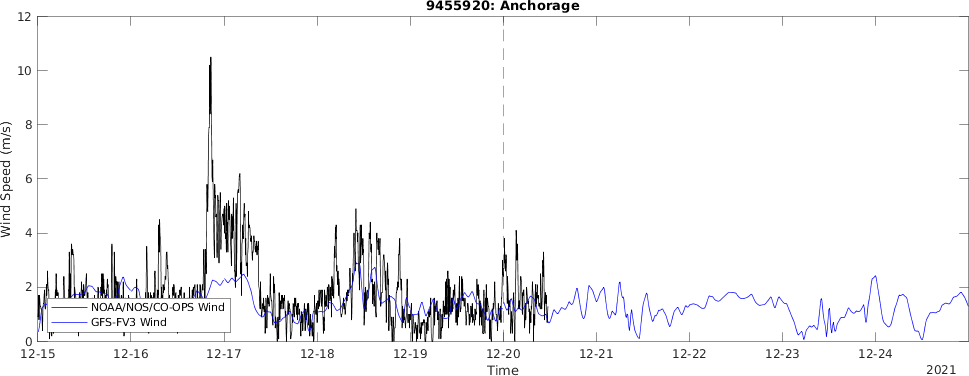 9455920: Anchorage
12
10
8
6
4
2
0
Wind Speed (m/s)
NOAA/NOS/CO-OPS Wind
GFS-FV3 Wind
12-15 12-16 12-17 12-18 12-19 12-20 12-21 12-22 12-23 12-24
Time
2021